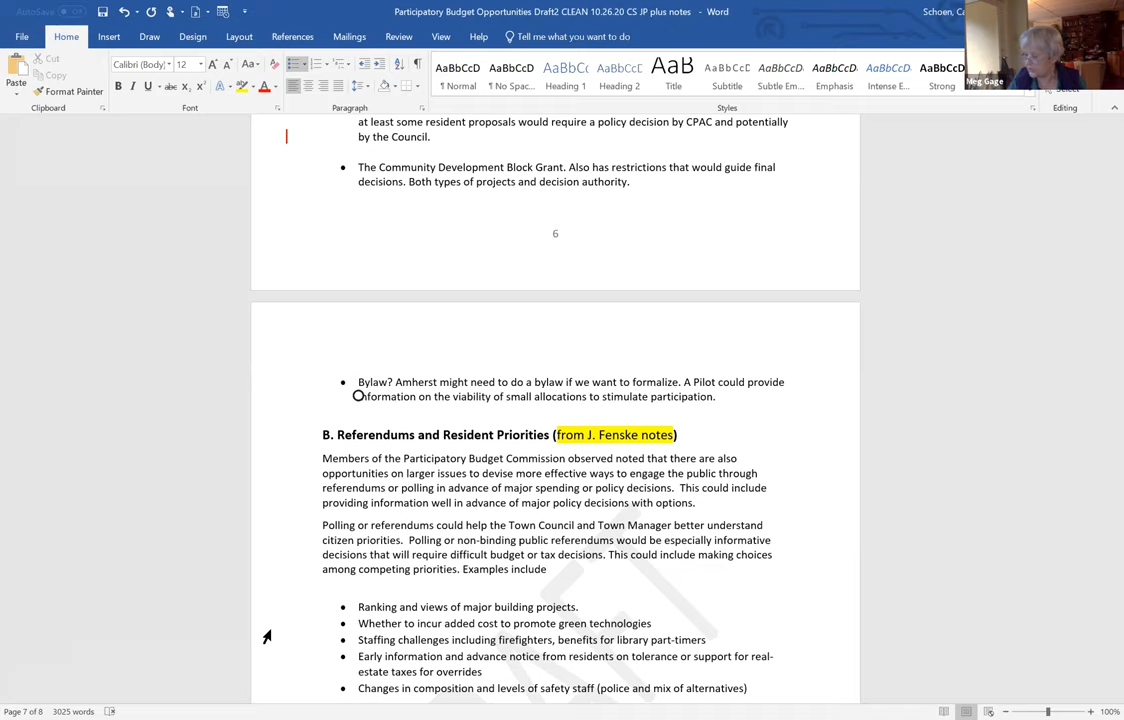 AutoSave
Participatory Budget Opportunities Draft2 CLEAN 10.26.20 CS JP plus notes - Word
Schoen, Ca
File Home Insert Draw Design Layout References Mailings Review View Help Tell me what you want to do
Meg Gage
Paste
Cut
Copy
Format Painter
Calibri (Body) 12
AaBbCcD AaBbCcD AaBbCc AaBbCcD AaB AaBbCcD AaBbCcD AaBbCcD AaBbCcD AaBbCcD
¶ Normal ¶ No Spac... Heading 1 Heading 2 Title Subtitle Subtle Em... Emphasis Intense E... Strong
Clipboard Font Paragraph Styles Editing
at least some resident proposals would require a policy decision by CPAC and potentially
by the Council.
• The Community Development Block Grant. Also has restrictions that would guide final
decisions. Both types of projects and decision authority.
6
• Bylaw? Amherst might need to do a bylaw if we want to formalize. A Pilot could provide
information on the viability of small allocations to stimulate participation.
B. Referendums and Resident Priorities (from J. Fenske notes)
Members of the Participatory Budget Commission observed noted that there are also
opportunities on larger issues to devise more effective ways to engage the public through
referendums or polling in advance of major spending or policy decisions.  This could include
providing information well in advance of major policy decisions with options.
Polling or referendums could help the Town Council and Town Manager better understand
citizen priorities.  Polling or non-binding public referendums would be especially informative
decisions that will require difficult budget or tax decisions. This could include making choices
among competing priorities. Examples include
• Ranking and views of major building projects.
• Whether to incur added cost to promote green technologies
• Staffing challenges including firefighters, benefits for library part-timers
• Early information and advance notice from residents on tolerance or support for real-
estate taxes for overrides
• Changes in composition and levels of safety staff (police and mix of alternatives)
DRAFT
Page 7 of 8 3025 words
100%